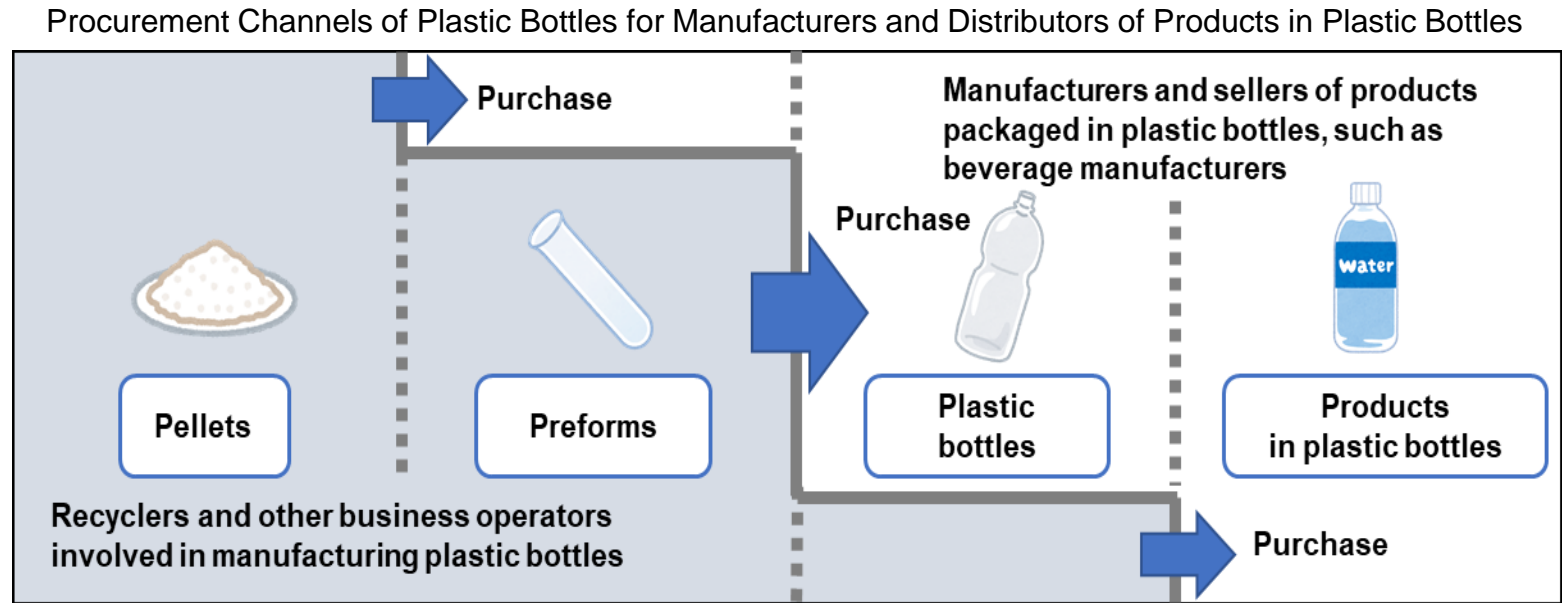 Procurement Channels of Plastic Bottles for Manufacturers and Distributors of Products in Plastic Bottles
Purchase
Manufacturers and sellers of products
packaged in plastic bottles, such as
beverage manufacturers
Purchase
Water
Pellets
Preforms
Plastic
bottles
Products
in plastic bottles
Recyclers and other business operators
involved in manufacturing plastic bottles
Purchase